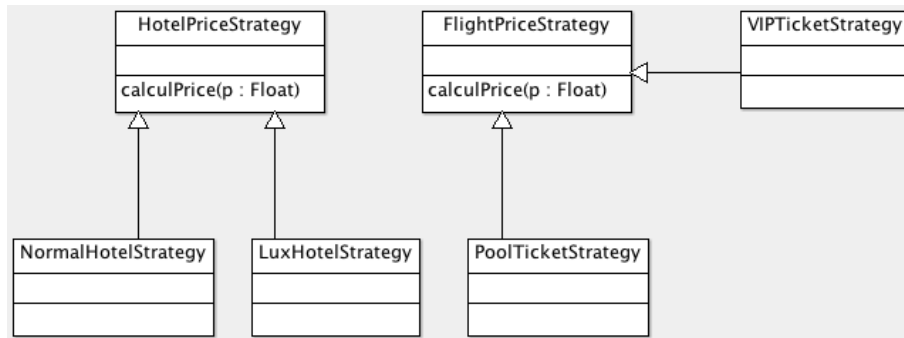 HotelPriceStrategy
FlightPriceStrategy
VIPTicketStrategy
calculPrice(p : Float)
calculPrice(p : Float)
NormalHotelStrategy
LuxHotelStrategy
PoolTicketStrategy